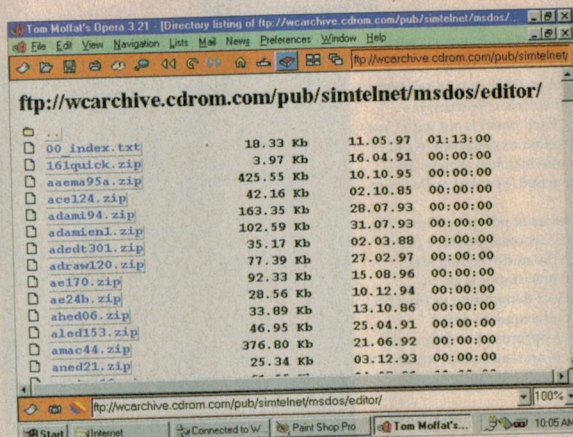 Tom Moffat's Opera 3.21 - [Directory listing of ftp://wcarchive.cdrom.com/pub/simtelnet/msdos/...
File Edit View Navigation Lists Mail News Preferences Window Help
ftp://wcarchive.cdrom.com/pub/simtelnet/
ftp://wcarchive.cdrom.com/pub/simtelnet/msdos/editor/
..
00_index.txt 18.33 Kb 11.05.97 01:13:00
161quick.zip 3.97 Kb 16.04.91 00:00:00
aaema95a.zip 425.55 Kb 10.10.95 00:00:00
ace124.zip 42.16 Kb 02.10.85 00:00:00
adami94.zip 163.35 Kb 28.07.93 00:00:00
adamien1.zip 102.59 Kb 31.07.93 00:00:00
adedt301.zip 35.17 Kb 02.03.88 00:00:00
adraw120.zip 77.39 Kb 27.02.97 00:00:00
ae170.zip 92.33 Kb 15.08.96 00:00:00
ae24b.zip 28.56 Kb 10.12.94 00:00:00
ahed06.zip 33.89 Kb 13.10.86 00:00:00
aled153.zip 46.95 Kb 25.04.91 00:00:00
amac44.zip 376.80 Kb 21.06.92 00:00:00
aned21.zip 25.34 Kb 03.12.93 00:00:00
ftp://wcarchive.cdrom.com/pub/simtelnet/msdos/editor/ 100%
Start Internet Connected to W... Paint Shop Pro Tom Moffat's... 10:05 AM